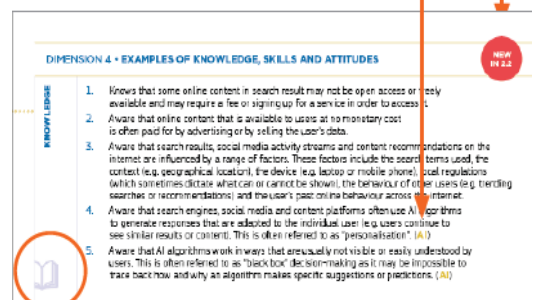 DIMENSION 4 • EXAMPLES OF KNOWLEDGE, SKILLS AND ATTITUDES
NEW
IN 2.2
KNOWLEDGE
1. Knows that some online content in search result may not be open access or freely
available and may require a fee or signing up for a service in order to access it.
2. Aware that online content that is available to users at no monetary cost
is often paid for by advertising or by selling the user's data.
3. Aware that search results, social media activity streams and content recommendations on the
internet are influenced by a range of factors. These factors include the search terms used, the
context (e.g. geographical location), the device (e.g. laptop or mobile phone), local regulations
(which sometimes dictate what can or cannot be shown), the behaviour of other users (e.g. trending
searches or recommendations) and the user's past online behaviour across the internet.
4. Aware that search engines, social media and content platforms often use AI algorithms
to generate responses that are adapted to the individual user (e.g. users continue to
see similar results or content). This is often referred to as "personalisation". (AI)
5. Aware that AI algorithms work in ways that are usually not visible or easily understood by
users. This is often referred to as "black box" decision-making as it may be impossible to
trace back how and why an algorithm makes specific suggestions or predictions. (AI)